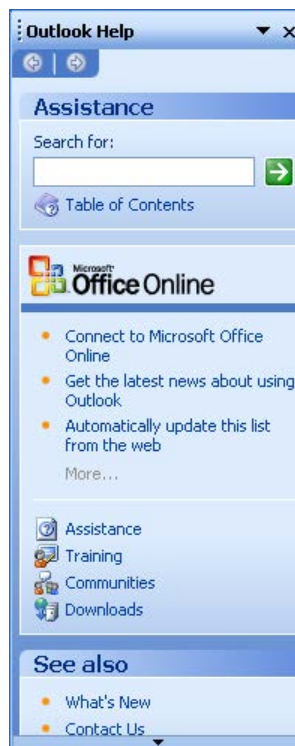 Outlook Help
Assistance
Search for:
Table of Contents
Microsoft
Office Online
Connect to Microsoft Office
Online
Get the latest news about using
Outlook
Automatically update this list
from the web
More...
Assistance
Training
Communities
Downloads
See also
What's New
Contact Us